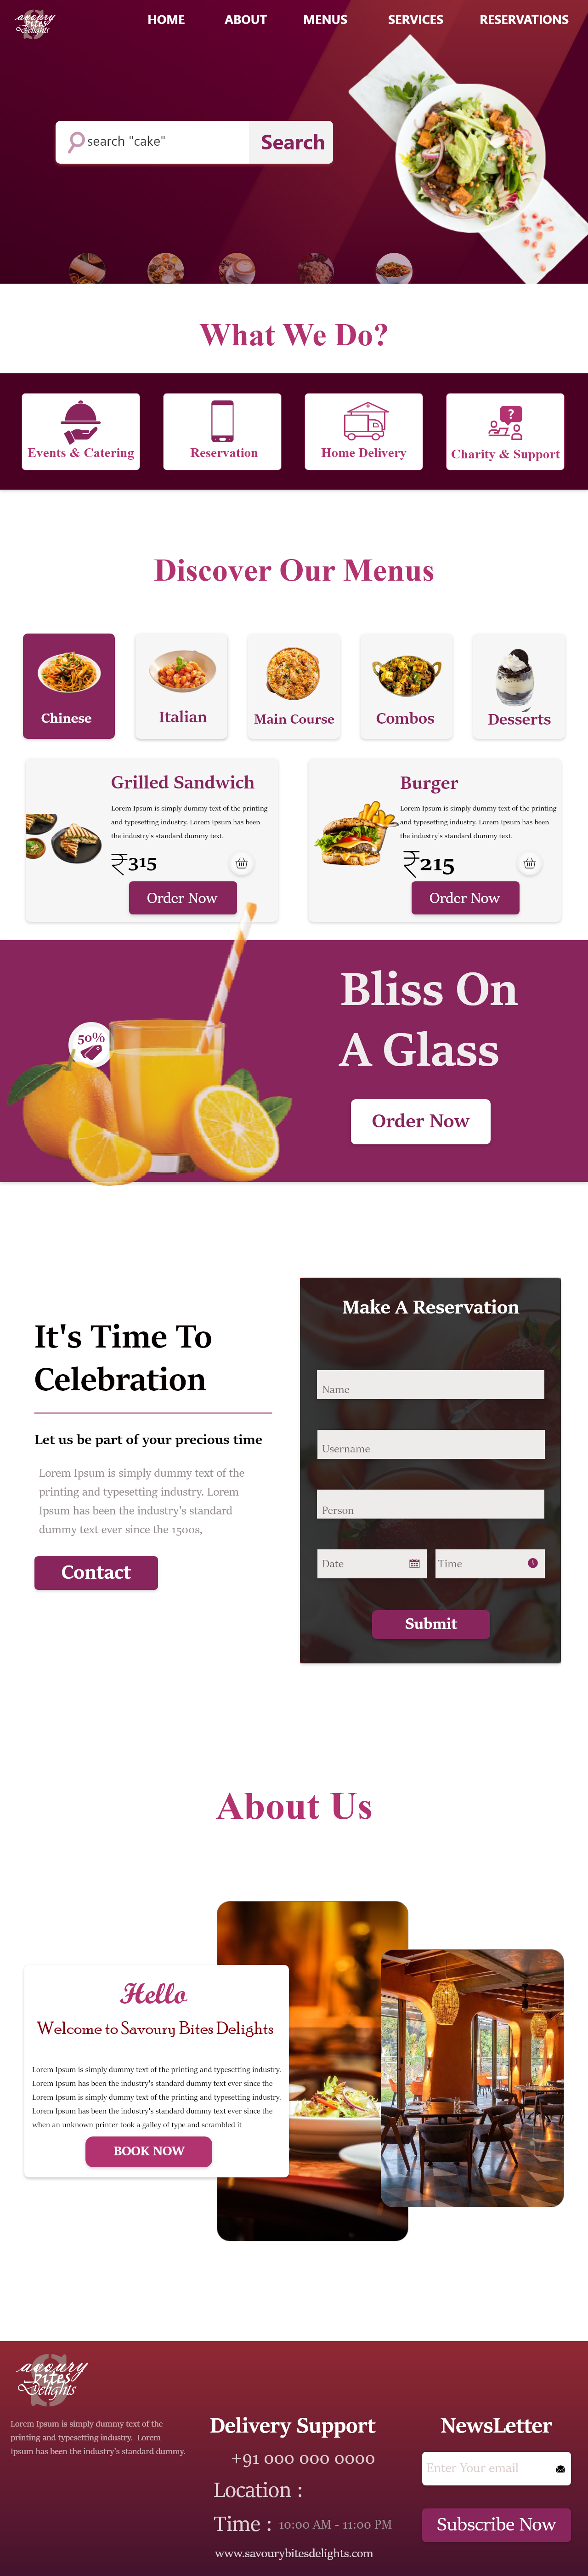 avoury
bites
Delights
HOME ABOUT MENUS SERVICES RESERVATIONS
search "cake" Search
What We Do?
Events & Catering Reservation Home Delivery Charity & Support
?
Discover Our Menus
Chinese Italian Main Course Combos Desserts
Grilled Sandwich
Lorem Ipsum is simply dummy text of the printing
and typesetting industry. Lorem Ipsum has been
the industry's standard dummy text.
₹315
Order Now
Burger
Lorem Ipsum is simply dummy text of the printing
and typesetting industry. Lorem Ipsum has been
the industry's standard dummy text.
₹215
Order Now
50%
Bliss On
A Glass
Order Now
It's Time To
Celebration
Let us be part of your precious time
Lorem Ipsum is simply dummy text of the
printing and typesetting industry. Lorem
Ipsum has been the industry's standard
dummy text ever since the 1500s,
Contact
Make A Reservation
Name
Username
Person
Date Time
Submit
About Us
Hello
Welcome to Savoury Bites Delights
Lorem Ipsum is simply dummy text of the printing and typesetting industry.
Lorem Ipsum has been the industry's standard dummy text ever since the
Lorem Ipsum is simply dummy text of the printing and typesetting industry.
Lorem Ipsum has been the industry's standard dummy text ever since the
when an unknown printer took a galley of type and scrambled it
BOOK NOW
avoury
bites
Delights
Lorem Ipsum is simply dummy text of the
printing and typesetting industry. Lorem
Ipsum has been the industry's standard dummy.
Delivery Support
+91 000 000 0000
Location :
Time : 10:00 AM - 11:00 PM
www.savourybitesdelights.com
NewsLetter
Enter Your email
Subscribe Now